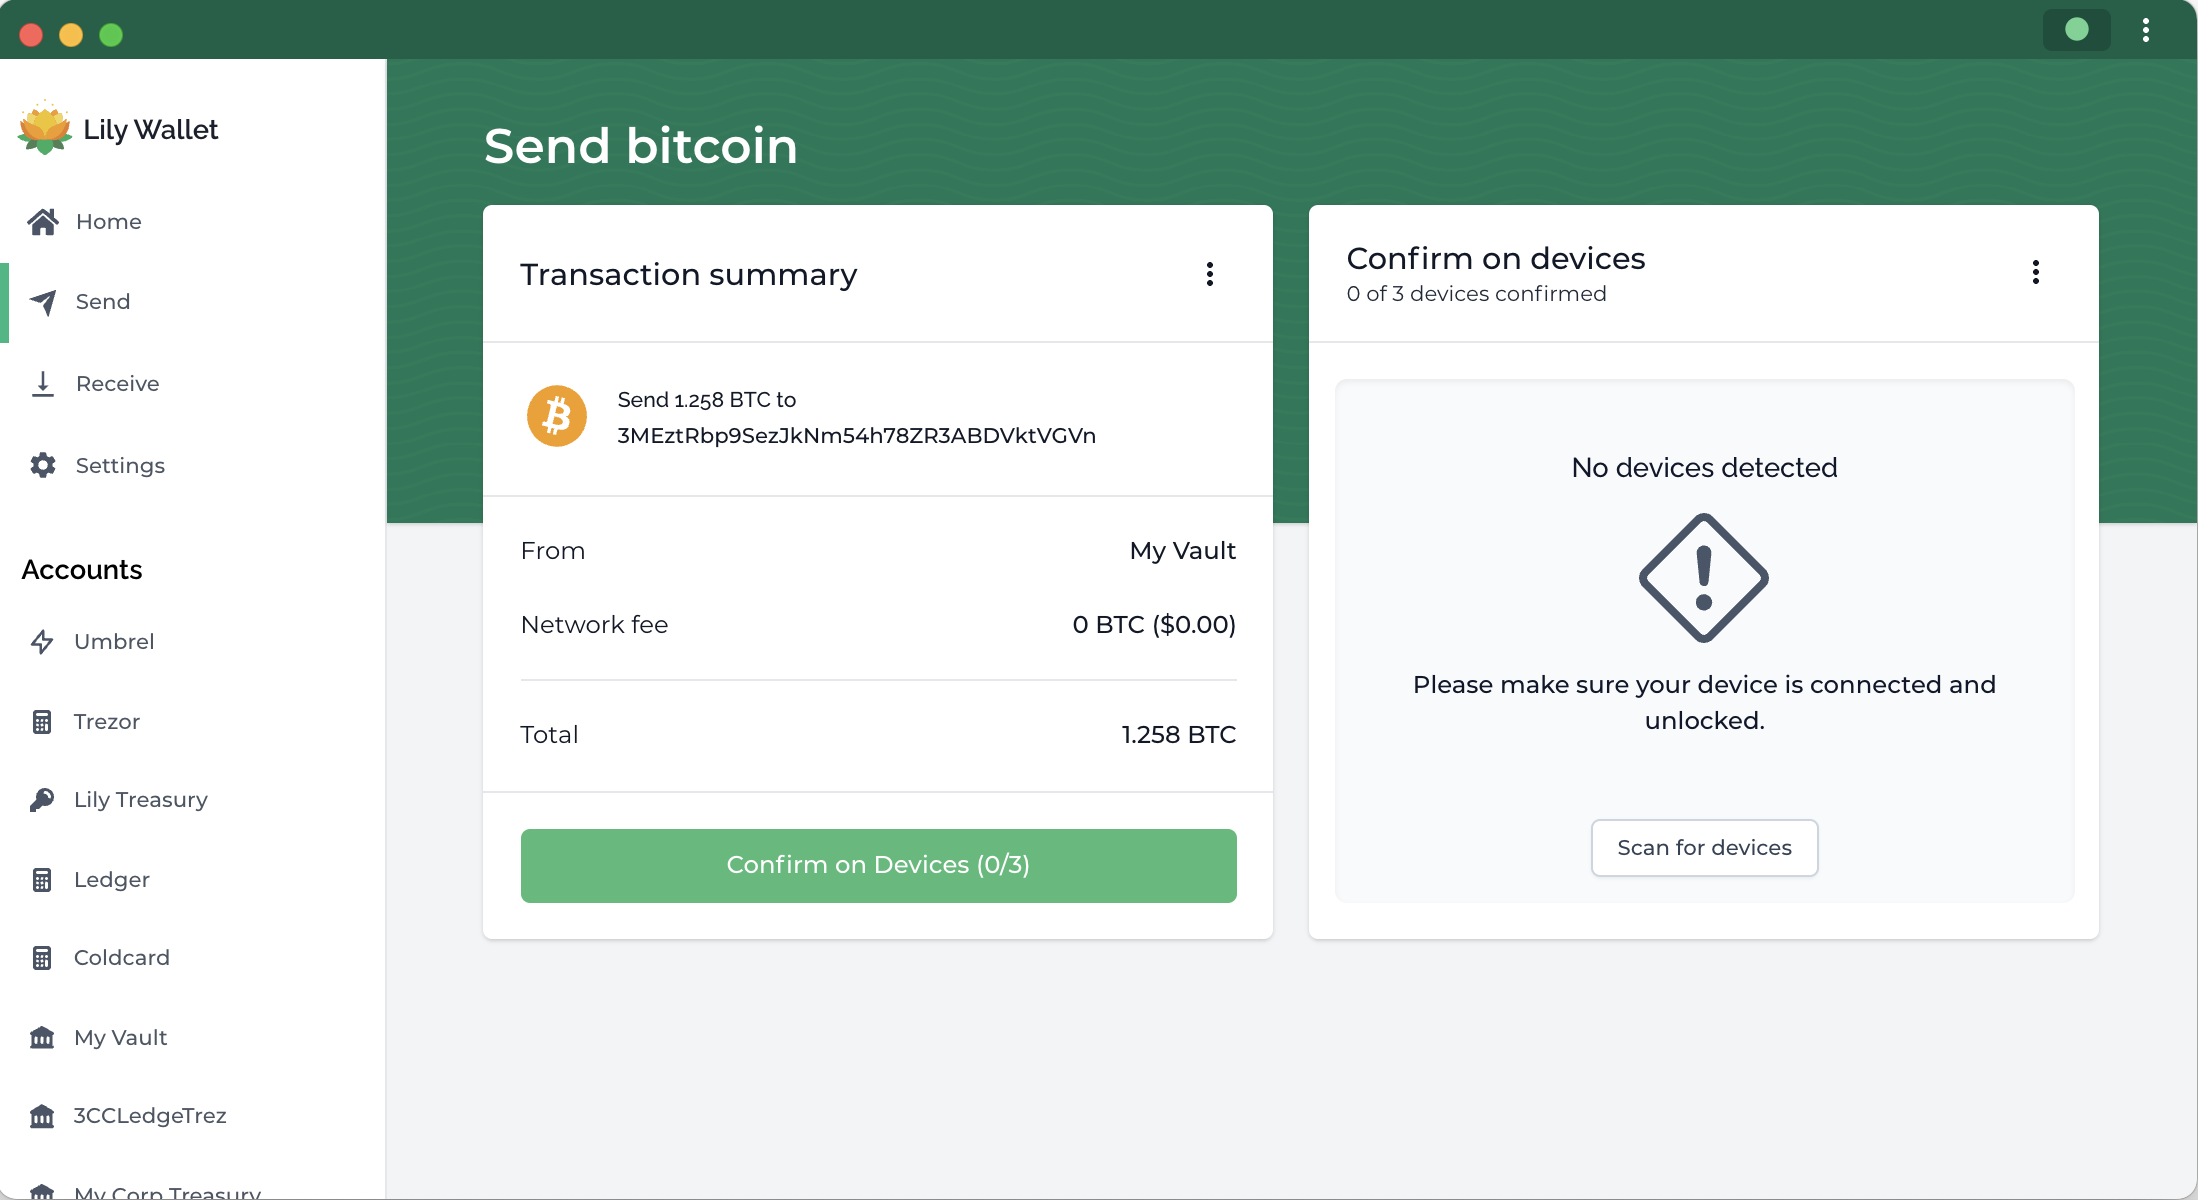 Lily Wallet
Home
Send
Receive
Settings
Accounts
Umbrel
Trezor
Lily Treasury
Ledger
Coldcard
My Vault
3CCLedgeTrez
My Corp Treasury
Send bitcoin
Transaction summary
Send 1.258 BTC to
3MEztRbp9SezJkNm54h78ZR3ABDVktVGVn
From My Vault
Network fee 0 BTC ($0.00)
Total 1.258 BTC
Confirm on Devices (0/3)
Confirm on devices
0 of 3 devices confirmed
No devices detected
Please make sure your device is connected and
unlocked.
Scan for devices